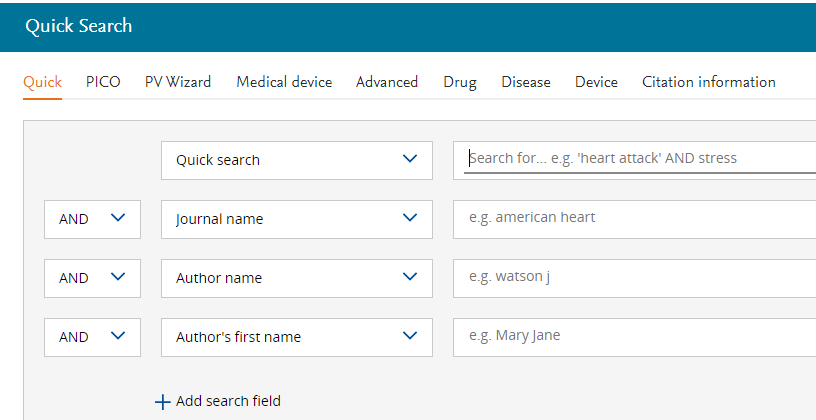 Quick Search
Quick PICO PV Wizard Medical device Advanced Drug Disease Device Citation information
Quick search Search for... e.g. 'heart attack' AND stress
AND Journal name e.g. american heart
AND Author name e.g. watson j
AND Author's first name e.g. Mary Jane
+ Add search field